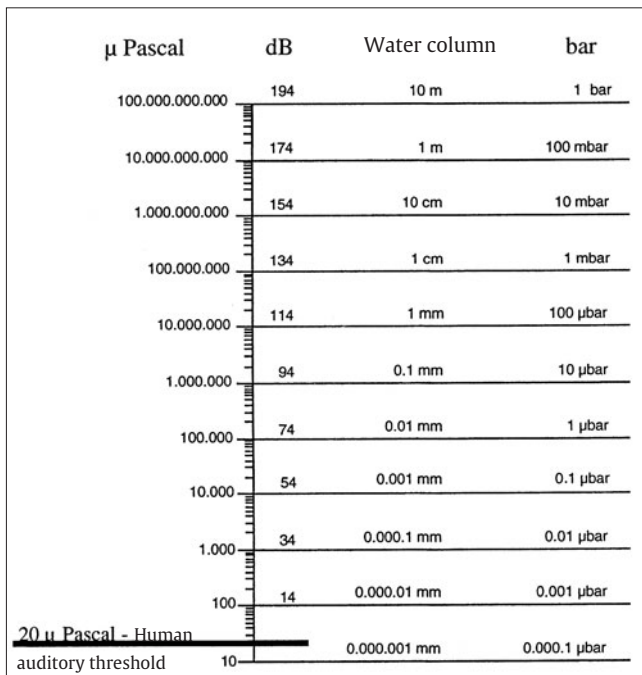 µ Pascal dB Water column bar
100.000.000.000 194 10 m 1 bar
10.000.000.000 174 1 m 100 mbar
1.000.000.000 154 10 cm 10 mbar
100.000.000 134 1 cm 1 mbar
10.000.000 114 1 mm 100 µbar
1.000.000 94 0.1 mm 10 µbar
100.000 74 0.01 mm 1 µbar
10.000 54 0.001 mm 0.1 µbar
1.000 34 0.000.1 mm 0.01 µbar
100 14 0.000.01 mm 0.001 µbar
20 µ Pascal - Human
auditory threshold
10 0.000.001 mm 0.000.1 µbar